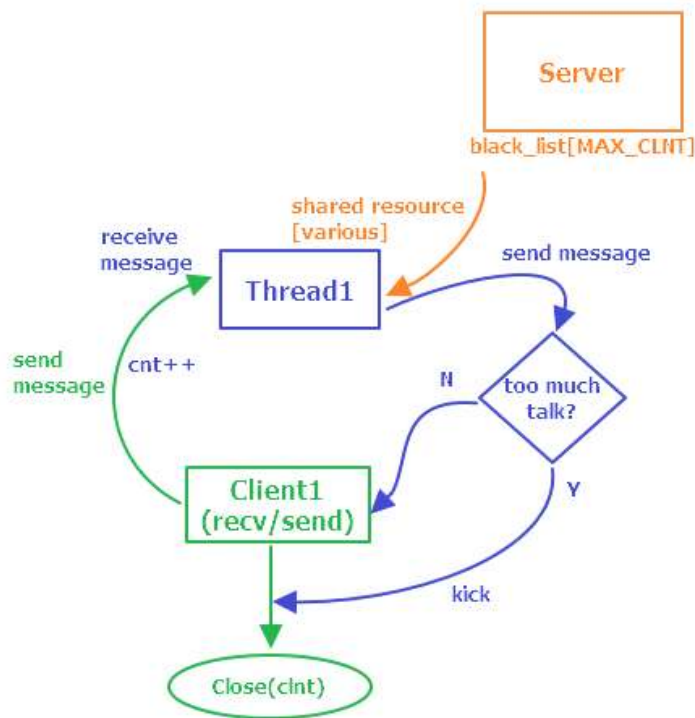 Server
black_list[MAX_CLNT]
shared resource
[various]
receive
message
send message
Thread1
send
message
cnt++
N
too much
talk?
Client1
(recv/send)
Y
kick
Close(clnt)